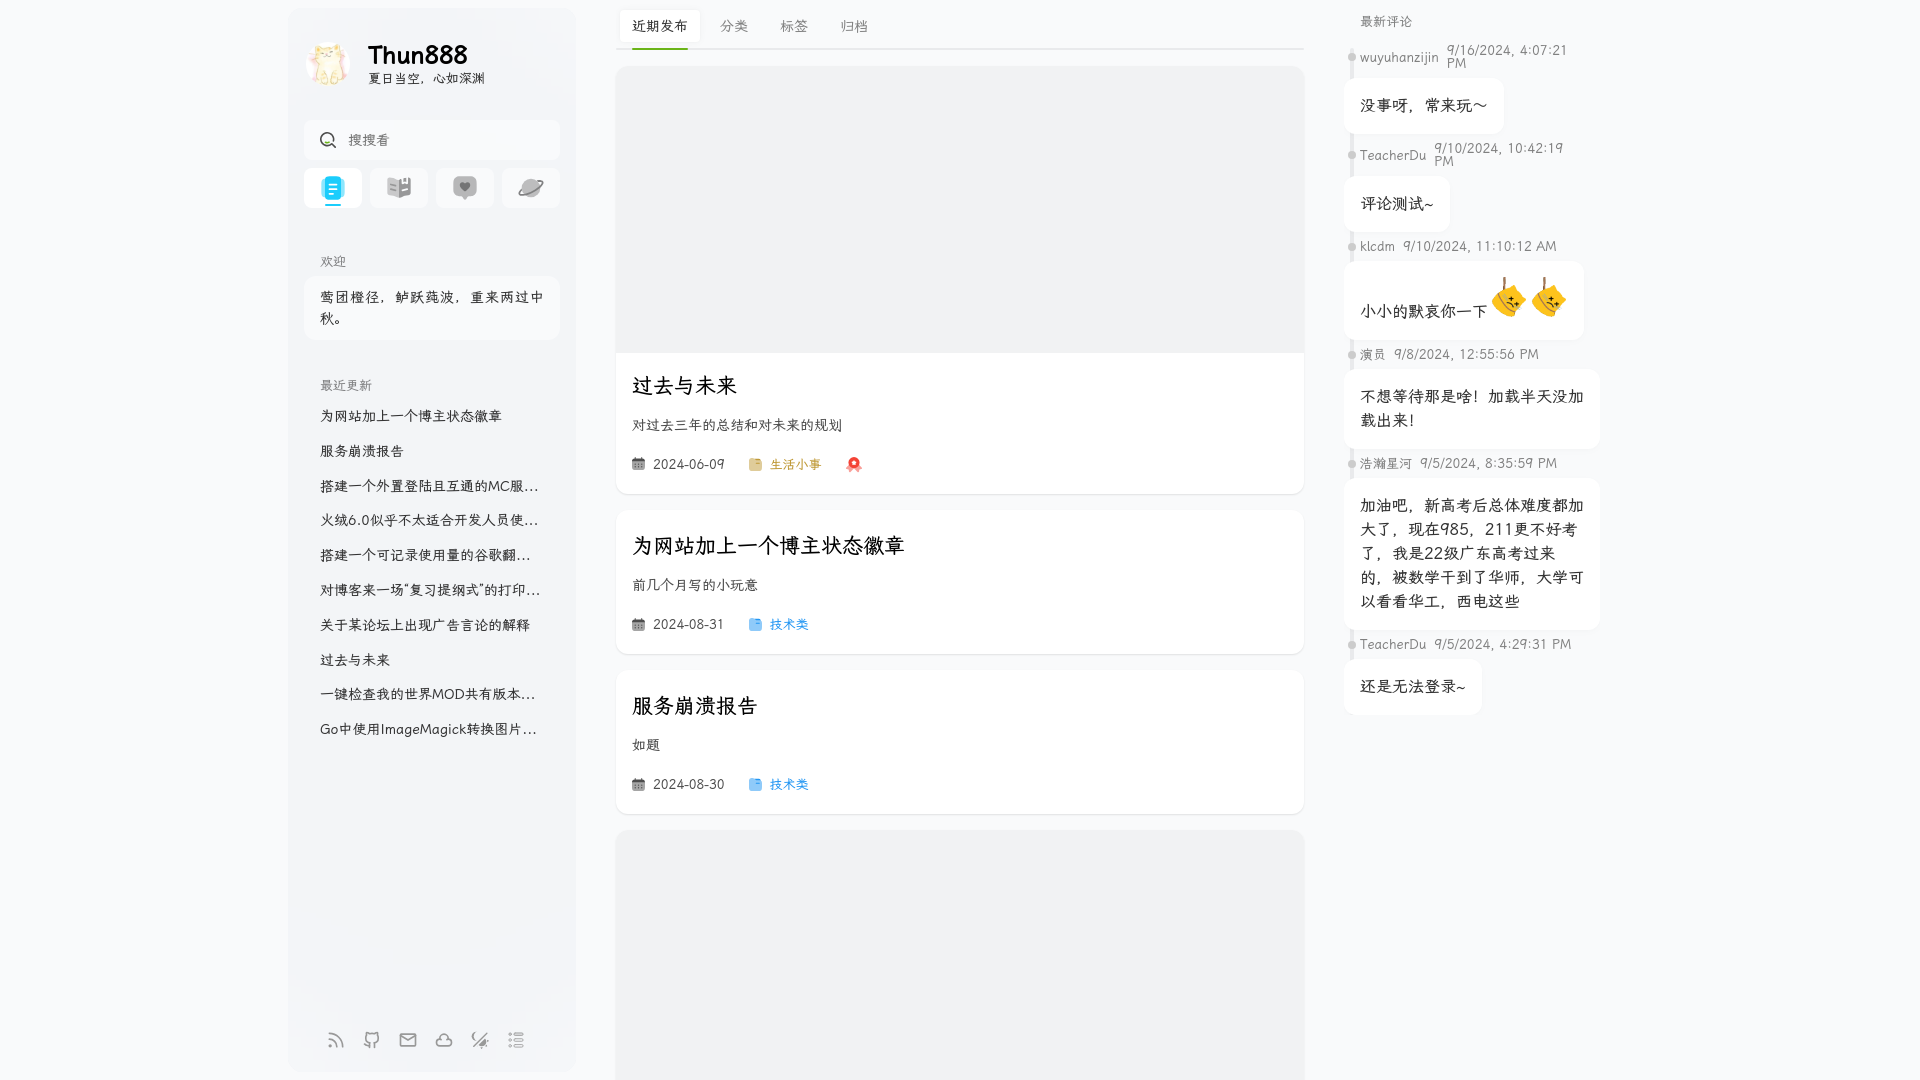 Thun888
夏日当空，心如深渊
搜搜看
欢迎
莺团橙径，鲈跃莼波，重来两过中
秋。
最近更新
为网站加上一个博主状态徽章
服务崩溃报告
搭建一个外置登陆且互通的MC服...
火绒6.0似乎不太适合开发人员使...
搭建一个可记录使用量的谷歌翻...
对博客来一场“复习提纲式”的打印...
关于某论坛上出现广告言论的解释
过去与未来
一键检查我的世界MOD共有版本...
Go中使用ImageMagick转换图片...
近期发布 分类 标签 归档
过去与未来
对过去三年的总结和对未来的规划
2024-06-09 生活小事
为网站加上一个博主状态徽章
前几个月写的小玩意
2024-08-31 技术类
服务崩溃报告
如题
2024-08-30 技术类
最新评论
wuyuhanzijin 9/16/2024, 4:07:21
PM
没事呀，常来玩～
TeacherDu 9/10/2024, 10:42:19
PM
评论测试~
klcdm 9/10/2024, 11:10:12 AM
小小的默哀你一下
演员 9/8/2024, 12:55:56 PM
不想等待那是啥！加载半天没加
载出来！
浩瀚星河 9/5/2024, 8:35:59 PM
加油吧，新高考后总体难度都加
大了，现在985，211更不好考
了，我是22级广东高考过来
的，被数学干到了华师，大学可
以看看华工，西电这些
TeacherDu 9/5/2024, 4:29:31 PM
还是无法登录~